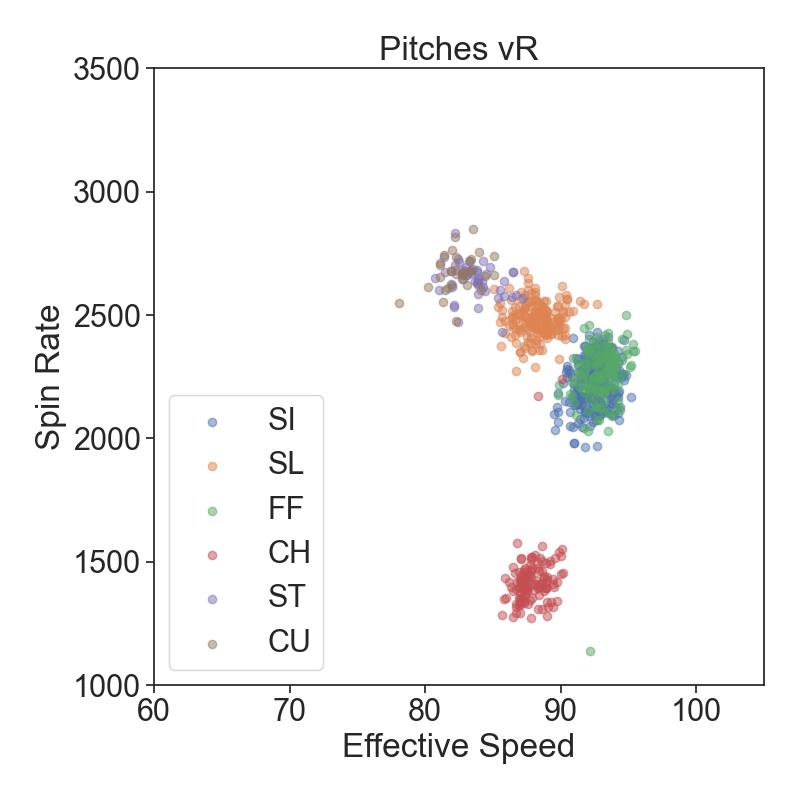 Pitches vR
3500
3000
2500
2000
1500
1000
Spin Rate
SI
SL
FF
CH
ST
CU
60 70 80 90 100
Effective Speed